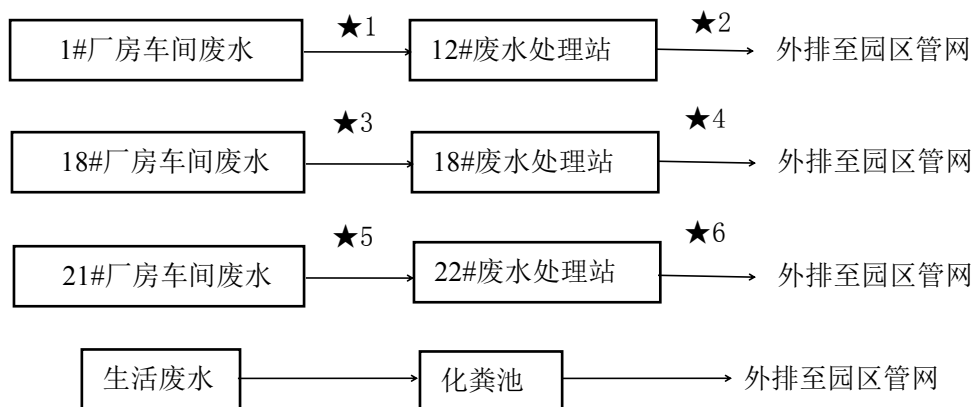 ★1 ★2
1#厂房车间废水 12#废水处理站 外排至园区管网
★3 ★4
18#厂房车间废水 18#废水处理站 外排至园区管网
★5 ★6
21#厂房车间废水 22#废水处理站 外排至园区管网
生活废水 化粪池 外排至园区管网